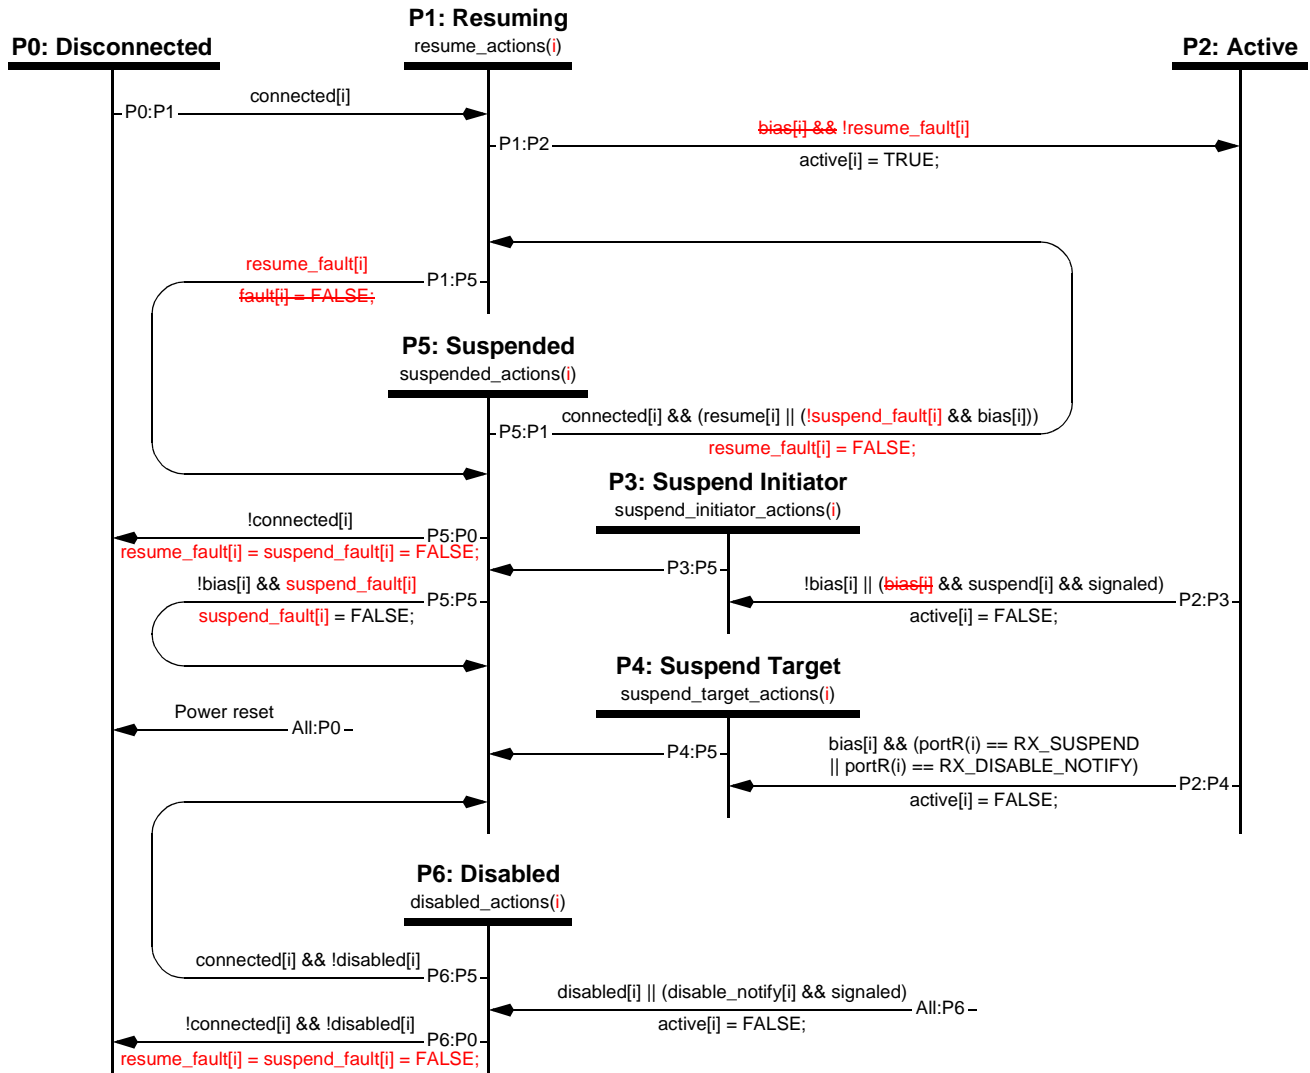 P1: Resuming
P0: Disconnected
resume_actions(i)
P2: Active
connected[i]
P0:P1
bias[i] && !resume_fault[i]
P1:P2
active[i] = TRUE;
resume_fault[i]
P1:P5
fault[i] = FALSE;
P5: Suspended
suspended_actions(i)
connected[i] && (resume[i] || (!suspend_fault[i] && bias[i]))
P5:P1
resume_fault[i] = FALSE;
P3: Suspend Initiator
suspend_initiator_actions(i)
!connected[i]
P5:P0
resume_fault[i] = suspend_fault[i] = FALSE;
P3:P5
!bias[i] && suspend_fault[i]
P5:P5
suspend_fault[i] = FALSE;
!bias[i] || (bias[i] && suspend[i] && signaled)
P2:P3
active[i] = FALSE;
P4: Suspend Target
suspend_target_actions(i)
Power reset
All:P0
P4:P5
bias[i] && (portR(i) == RX_SUSPEND
|| portR(i) == RX_DISABLE_NOTIFY)
P2:P4
active[i] = FALSE;
P6: Disabled
disabled_actions(i)
connected[i] && !disabled[i]
P6:P5
disabled[i] || (disable_notify[i] && signaled)
All:P6
active[i] = FALSE;
!connected[i] && !disabled[i]
P6:P0
resume_fault[i] = suspend_fault[i] = FALSE;